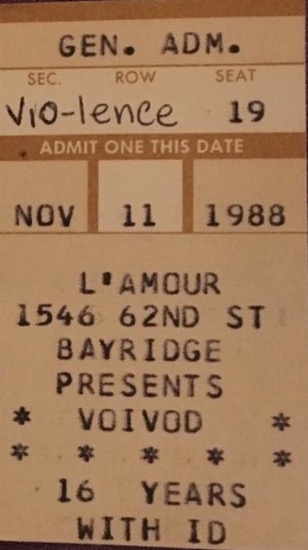 GEN. ADM.
SEC. ROW SEAT
Vio-lence 19
ADMIT ONE THIS DATE
NOV 11 1988
L'AMOUR
1546 62ND ST
BAYRIDGE
PRESENTS
* VOIVOD *
* * * * *
16 YEARS
WITH ID